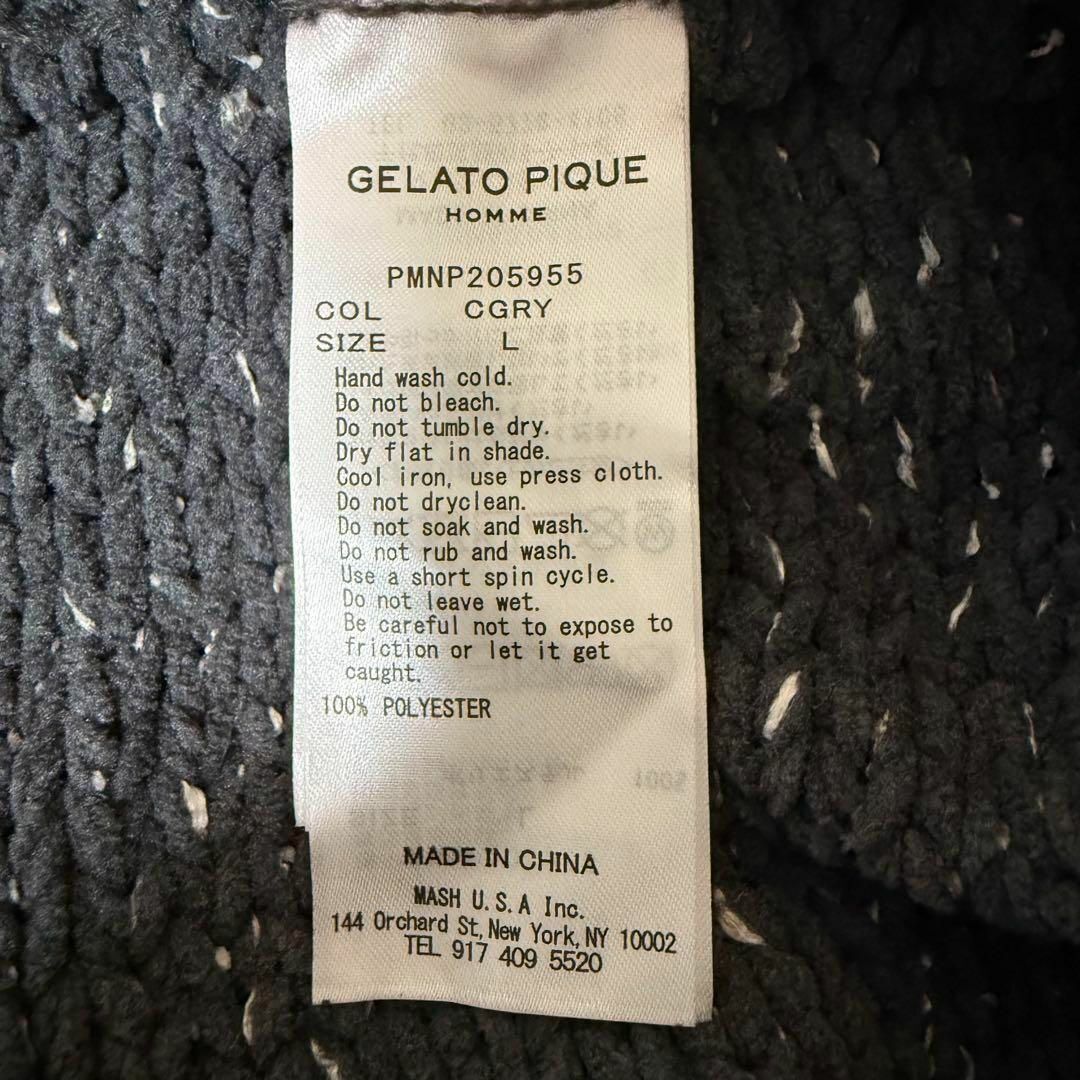 GELATO PIQUE
HOMME
PMNP205955
COL CGRY
SIZE L
Hand wash cold.
Do not bleach.
Do not tumble dry.
Dry flat in shade.
Cool iron, use press cloth.
Do not dryclean.
Do not soak and wash.
Do not rub and wash.
Use a short spin cycle.
Do not leave wet.
Be careful not to expose to
friction or let it get
caught.
100% POLYESTER
MADE IN CHINA
MASH U.S.A Inc.
144 Orchard St, New York, NY 10002
TEL 917 409 5520